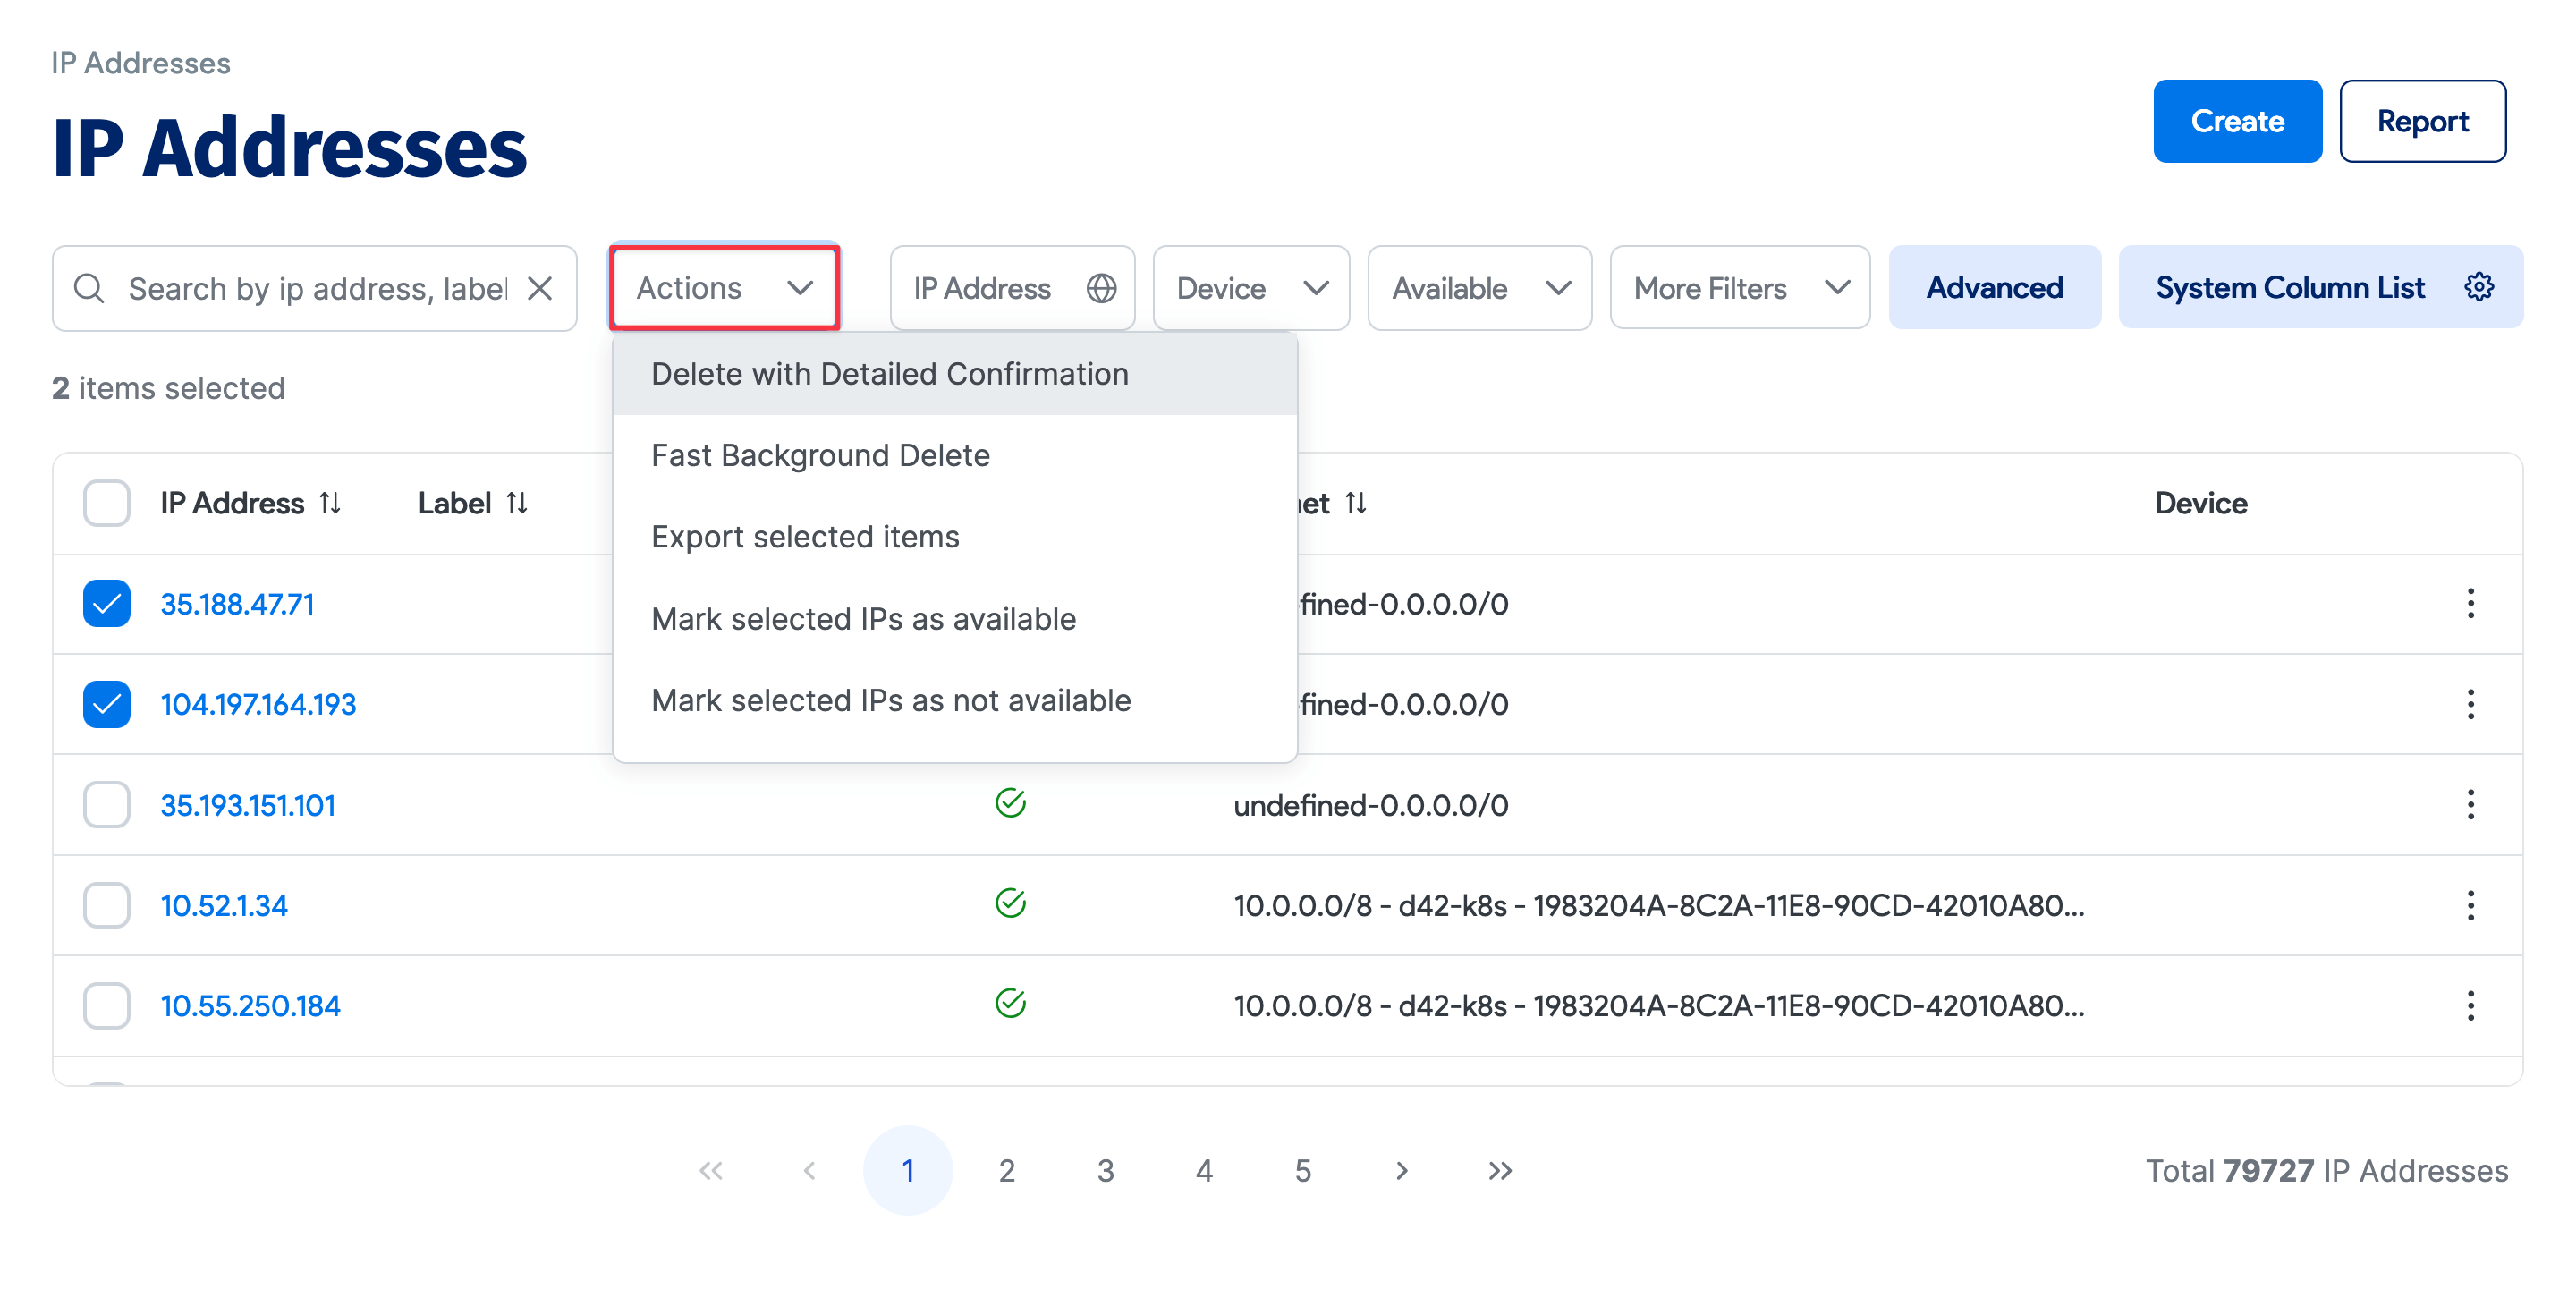 IP Addresses
IP Addresses
Create
Report
Search by ip address, label
Actions
IP Address
Device
Available
More Filters
Advanced
System Column List
2 items selected
Delete with Detailed Confirmation
Fast Background Delete
Export selected items
Mark selected IPs as available
Mark selected IPs as not available
IP Address
Label
net
Device
35.188.47.71
fined-0.0.0.0/0
104.197.164.193
fined-0.0.0.0/0
35.193.151.101
undefined-0.0.0.0/0
10.52.1.34
10.0.0.0/8 - d42-k8s - 1983204A-8C2A-11E8-90CD-42010A80...
10.55.250.184
10.0.0.0/8 - d42-k8s - 1983204A-8C2A-11E8-90CD-42010A80...
1 2 3 4 5
Total 79727 IP Addresses